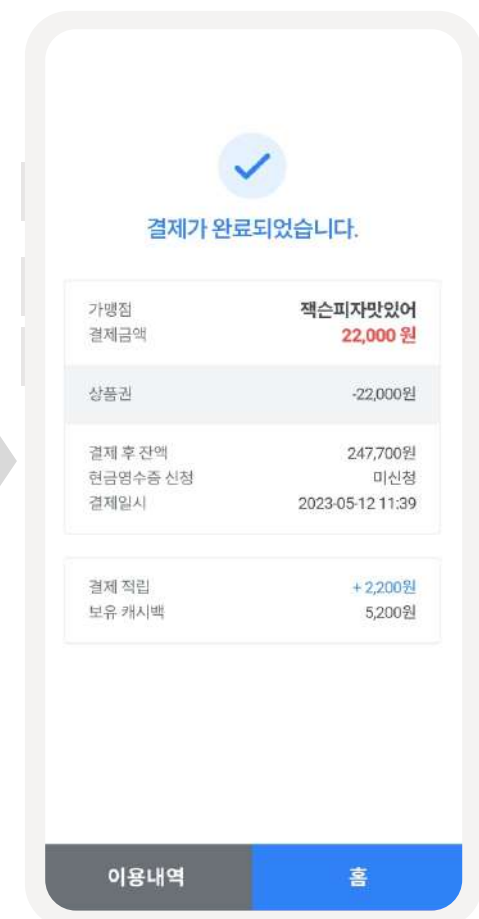 결제가 완료되었습니다.
가맹점 잭슨피자맛있어
결제금액 22,000 원
상품권 -22,000원
결제 후 잔액 247,700원
현금영수증 신청 미신청
결제일시 2023-05-12 11:39
결제 적립 + 2,200원
보유 캐시백 5,200원
이용내역 홈